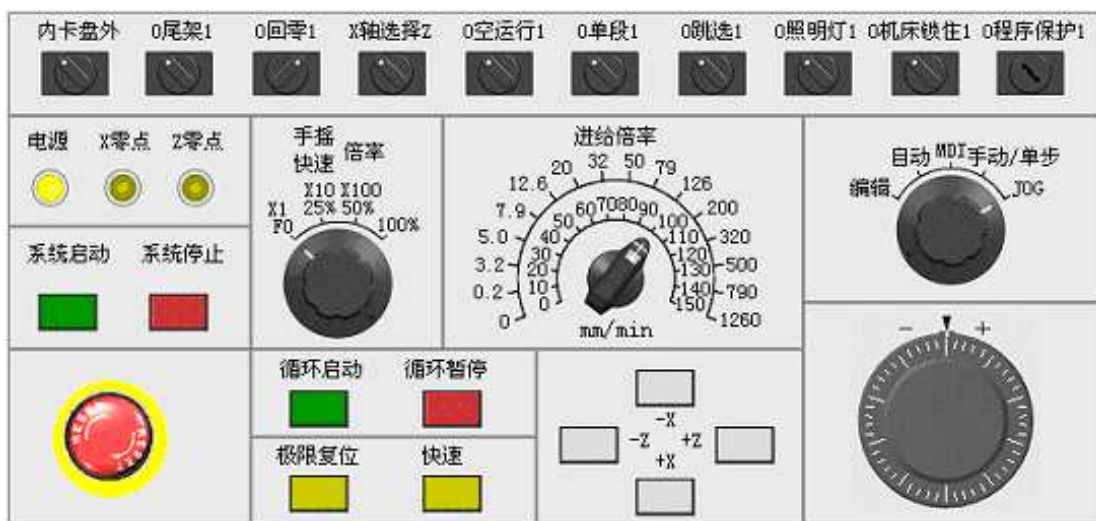 内卡盘外 0尾架1 0回零1 X轴选择Z 0空运行1 0单段1 0跳选1 0照明灯1 0机床锁住1 0程序保护1
电源 X零点 Z零点
系统启动 系统停止
手摇
快速 倍率
X1 X10 X100
F0 25% 50% 100%
进给倍率
0 0.2 3.2 5.0 7.9 12.6 20 32 50 79 126 200 320 500 790 1260
0 10 20 30 40 50 60 70 80 90 100 110 120 130 140 150
mm/min
编辑 自动 MDI 手动/单步 JOG
- +
循环启动 循环暂停
极限复位 快速
-X
-Z +Z
+X